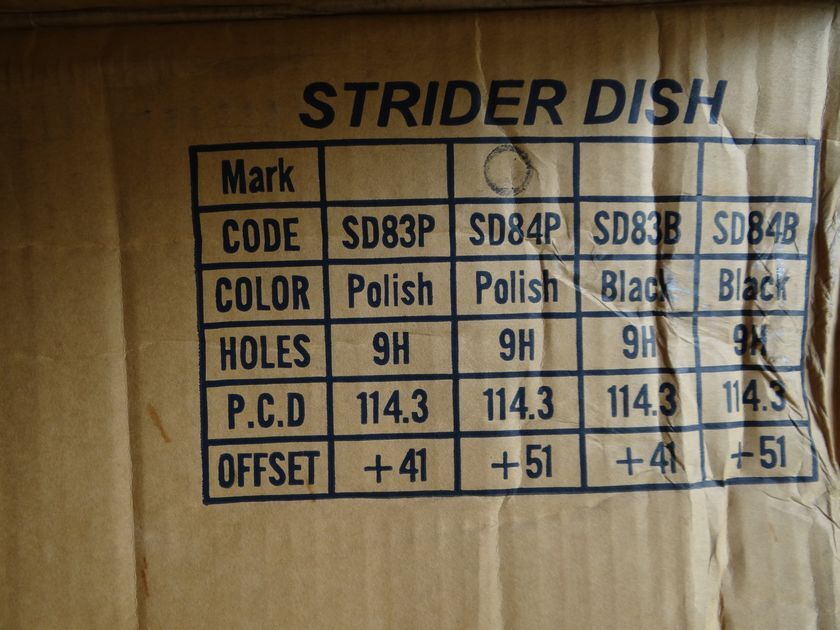 STRIDER DISH
Mark
CODE SD83P SD84P SD83B SD84B
COLOR Polish Polish Black Black
HOLES 9H 9H 9H 9H
P.C.D 114.3 114.3 114.3 114.3
OFFSET +41 +51 +41 +51